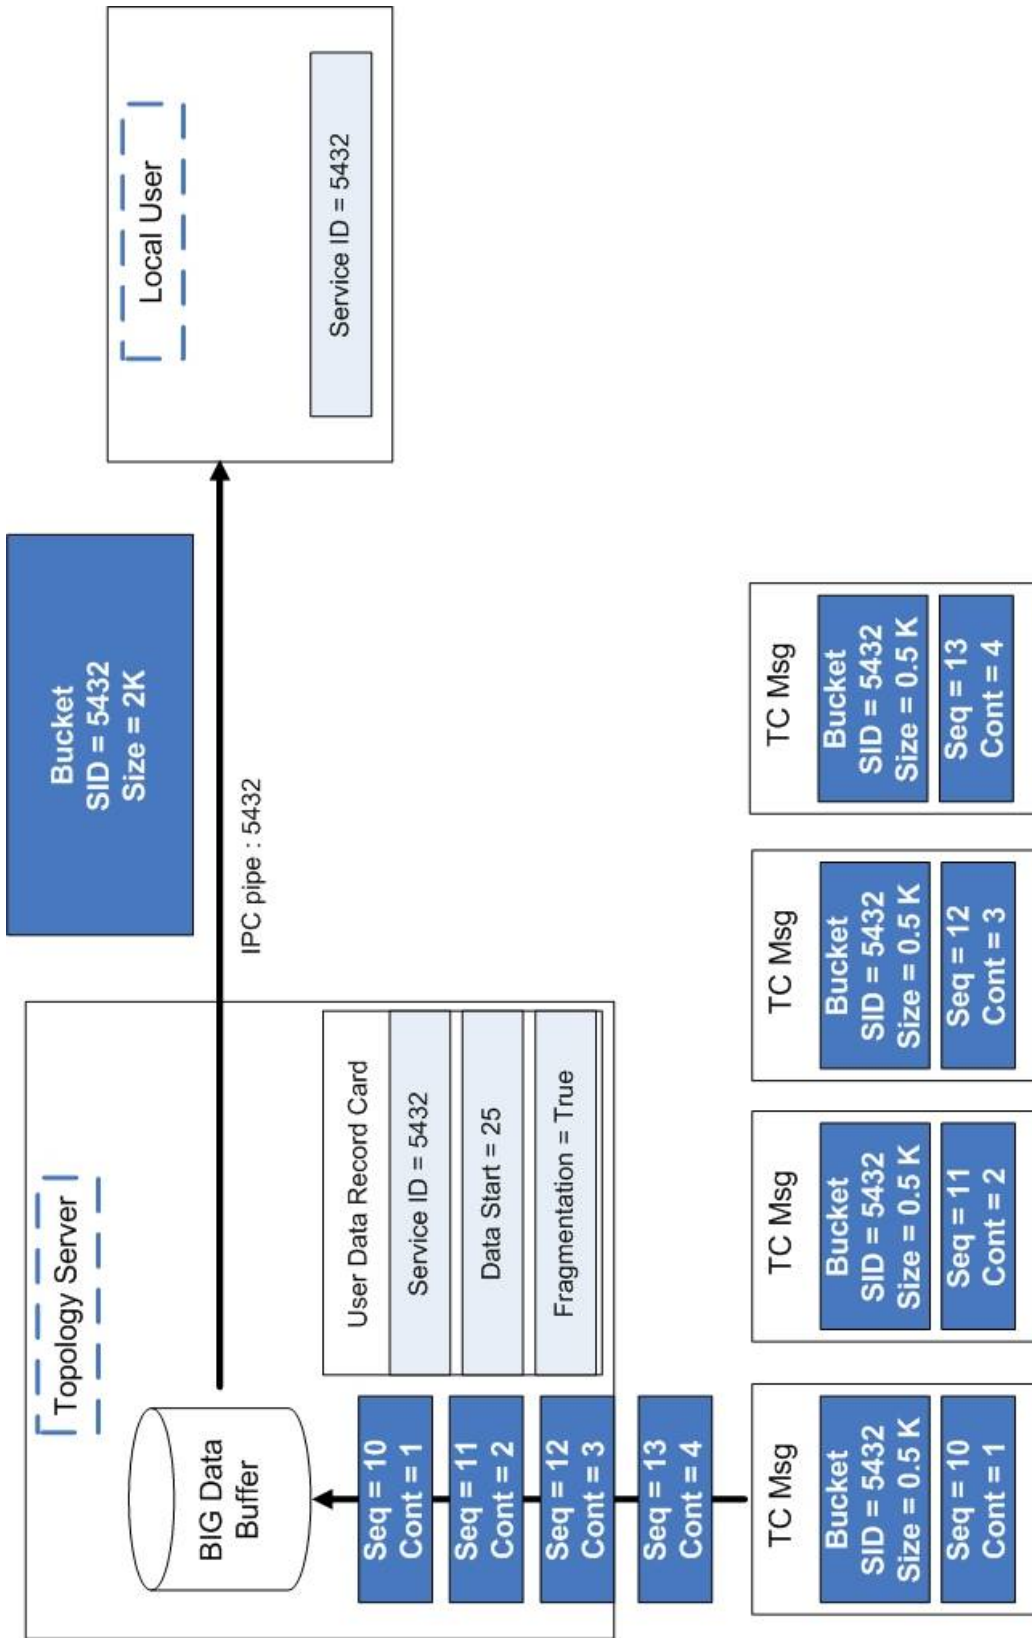 Topology Server
BIG Data
Buffer
Seq = 10
Cont = 1
Seq = 11
Cont = 2
Seq = 12
Cont = 3
Seq = 13
Cont = 4
User Data Record Card
Service ID = 5432
Data Start = 25
Fragmentation = True
Bucket
SID = 5432
Size = 2K
IPC pipe : 5432
Local User
Service ID = 5432
TC Msg
Bucket
SID = 5432
Size = 0.5 K
Seq = 10
Cont = 1
TC Msg
Bucket
SID = 5432
Size = 0.5 K
Seq = 11
Cont = 2
TC Msg
Bucket
SID = 5432
Size = 0.5 K
Seq = 12
Cont = 3
TC Msg
Bucket
SID = 5432
Size = 0.5 K
Seq = 13
Cont = 4